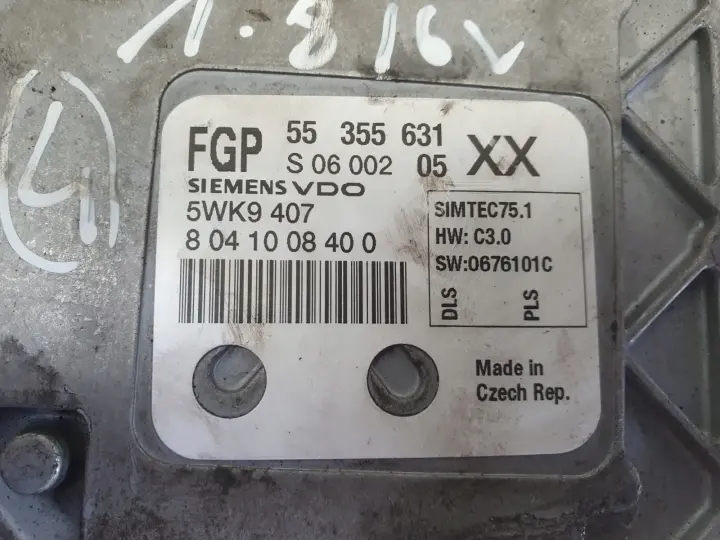 1.8 16v
(4)
FGP 55 355 631 XX
S 06 002 05
SIEMENS VDO
5WK9 407
8 04 10 08 40 0
SIMTEC75.1
HW: C3.0
SW:0676101C
DLS PLS
Made in
Czech Rep.